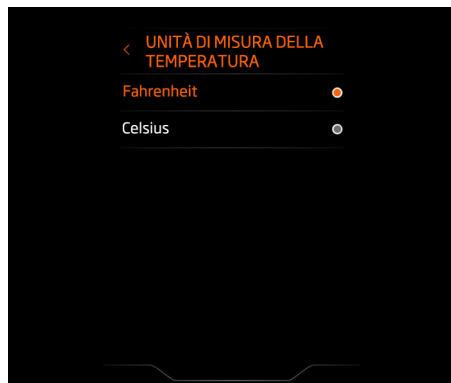 UNITÀ DI MISURA DELLA
TEMPERATURA
Fahrenheit
Celsius